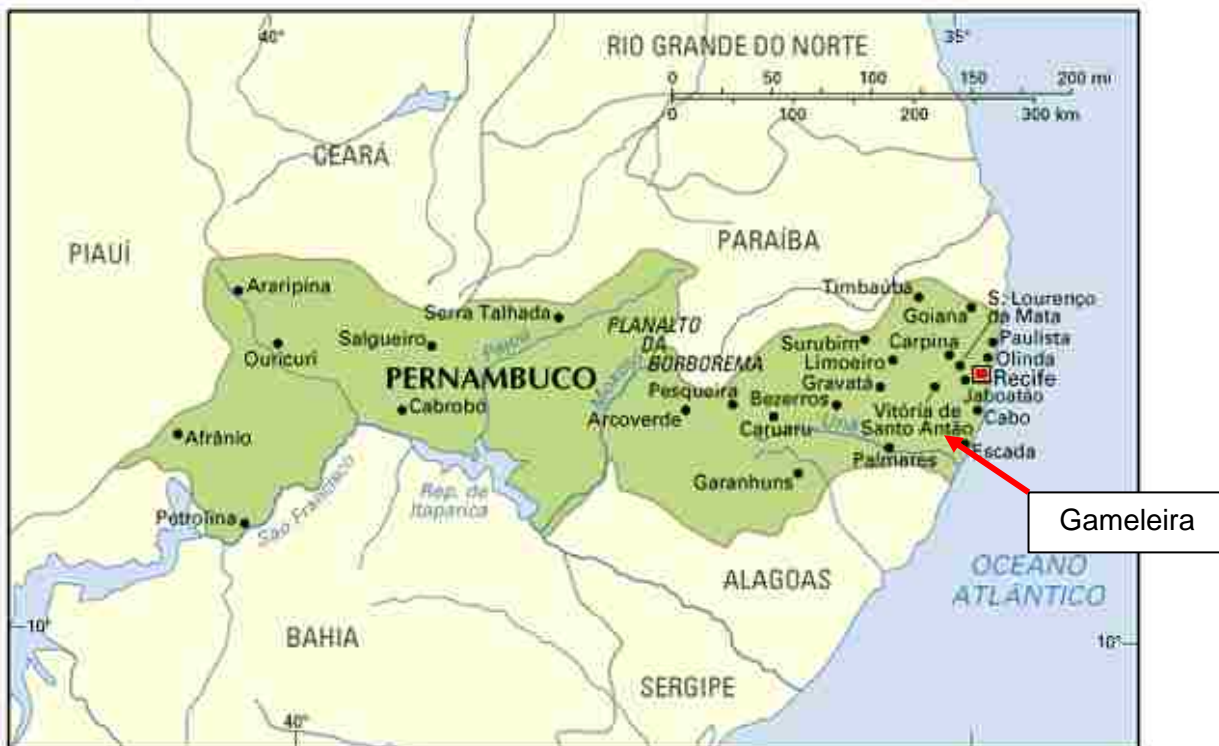 40°
35°
RIO GRANDE DO NORTE
0 50 100 150 200 mi
0 100 200 300 km
CEARÁ
PIAUÍ
PARAÍBA
Araripina
Timbaúba
S. Lourenço
da Mata
Goiana
Serra Talhada
PLANALTO
DA
BORBOREMA
Salgueiro
Ouricuri
Pajeú
Surubim
Carpina
Paulista
Limoeiro
Olinda
PERNAMBUCO
Moxotó
Gravatá
Recife
Pesqueira
Bezerros
Jaboatão
Cabrobó
Arcoverde
Caruaru
Una
Vitória de
Santo Antão
Cabo
Afrânio
Palmares
Escada
Garanhuns
Rep. de
Itaparica
São Francisco
Petrolina
Gameleira
ALAGOAS
OCEANO
ATLÂNTICO
10°
BAHIA
10°
SERGIPE
40°